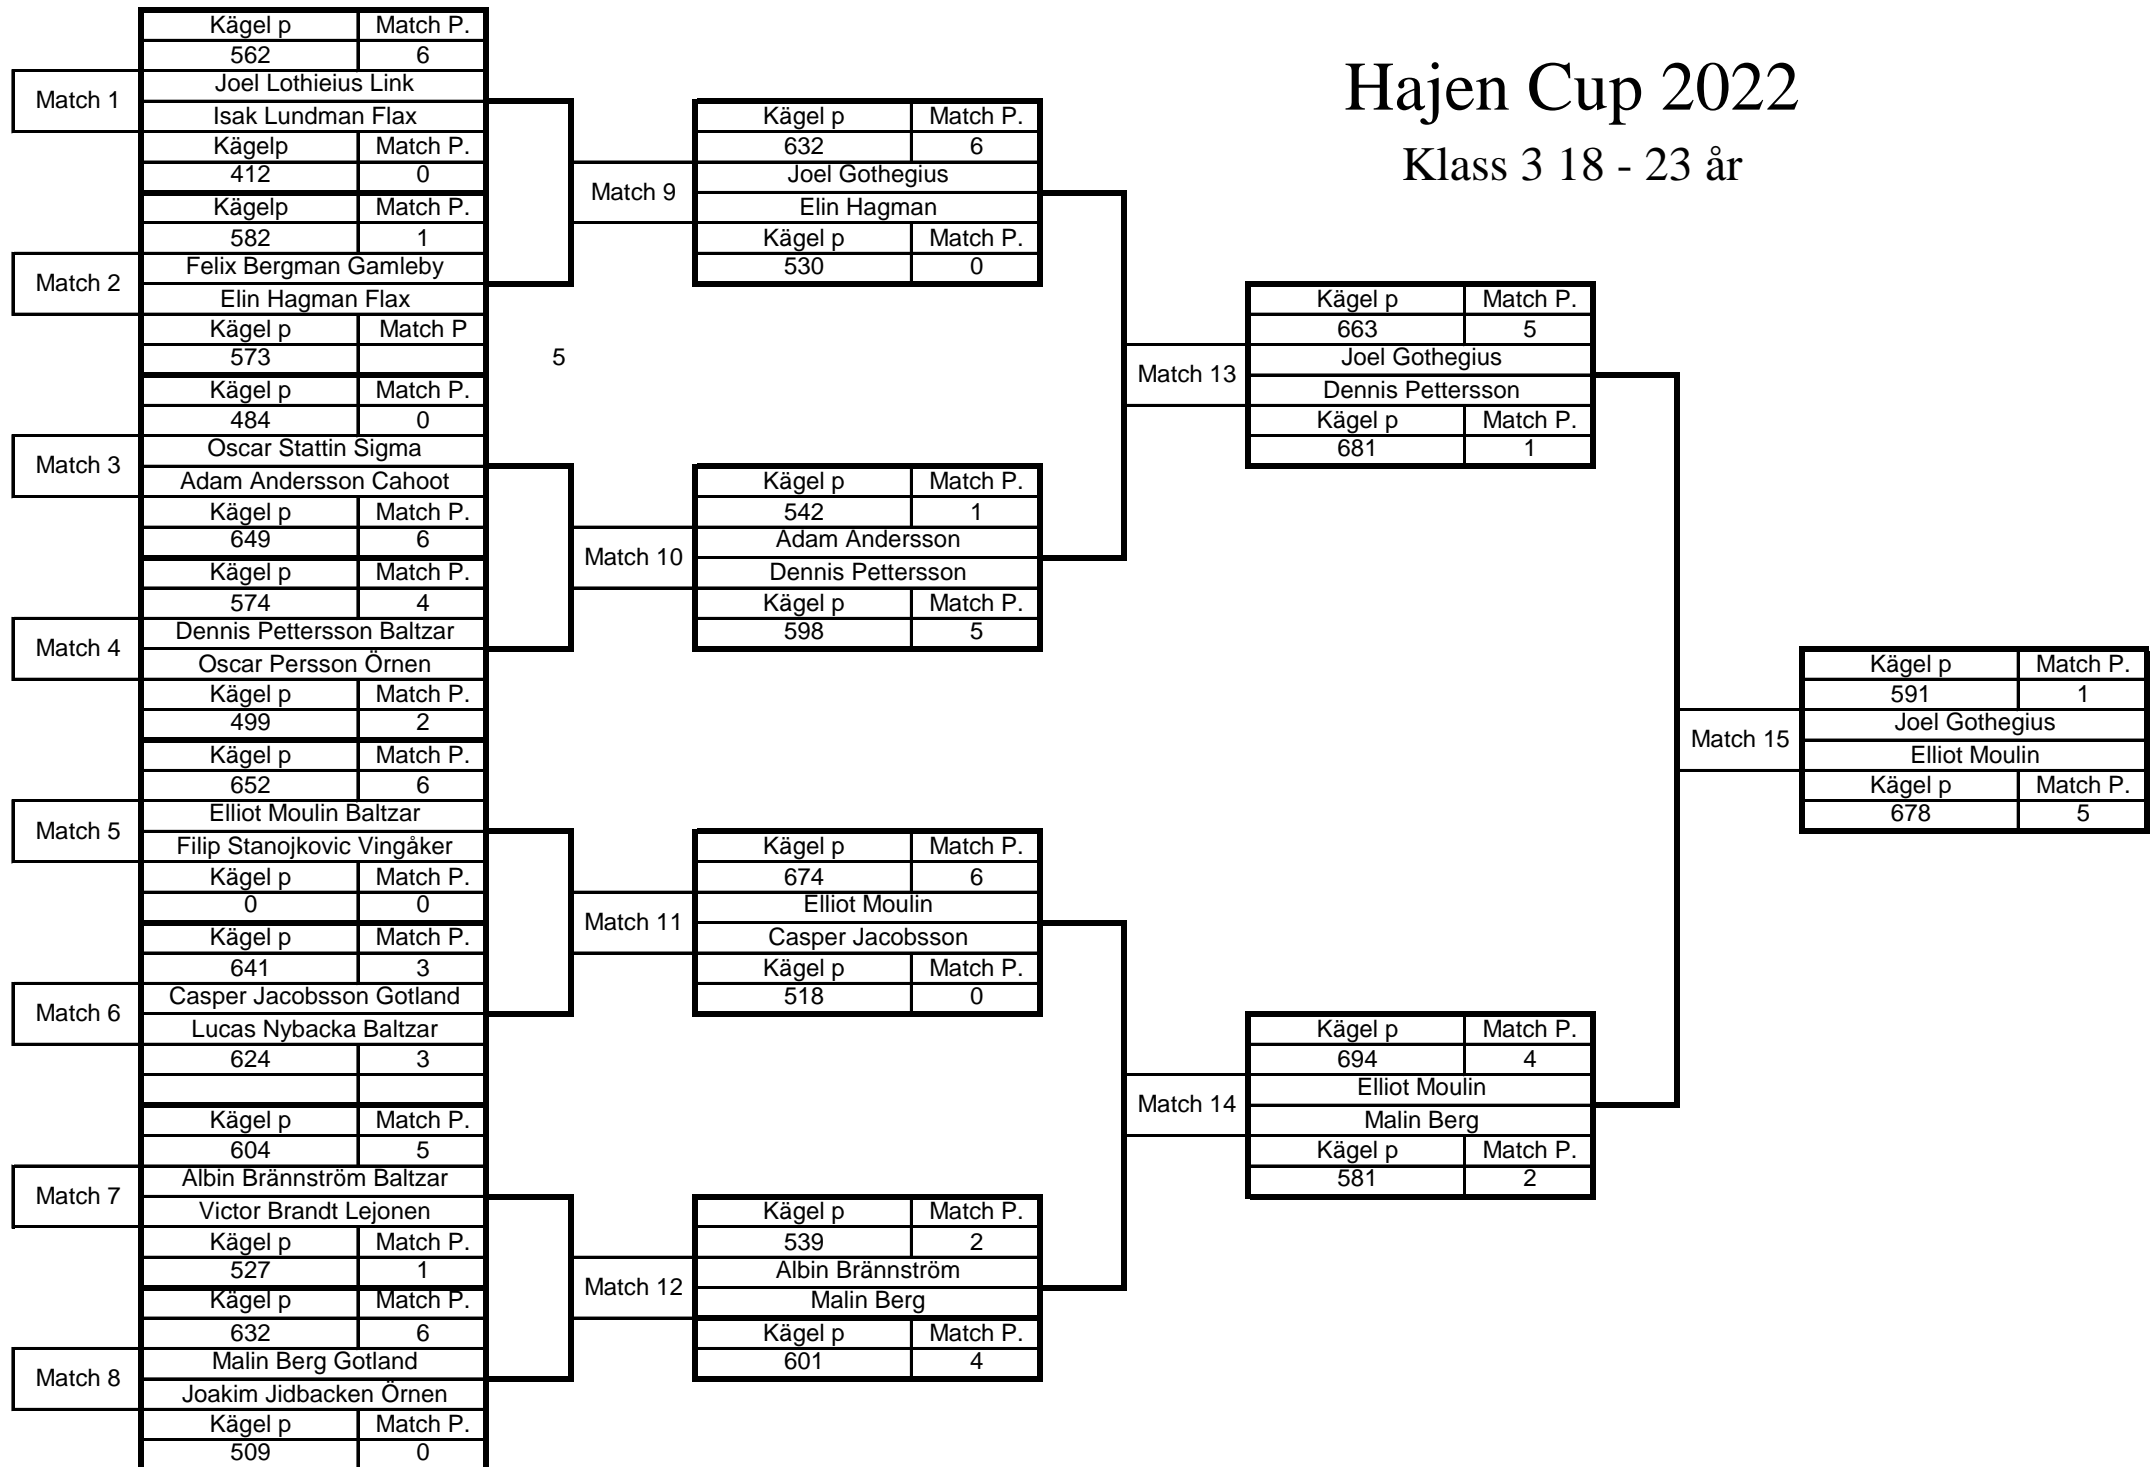 Hajen Cup 2022
Klass 3 18 - 23 år
Kägel p Match P.
562 6
Match 1
Joel Lothieius Link
Isak Lundman Flax
Kägelp Match P.
412 0
Kägelp Match P.
582 1
Match 2
Felix Bergman Gamleby
Elin Hagman Flax
Kägel p Match P
573 5
Kägel p Match P.
484 0
Match 3
Oscar Stattin Sigma
Adam Andersson Cahoot
Kägel p Match P.
649 6
Kägel p Match P.
574 4
Match 4
Dennis Pettersson Baltzar
Oscar Persson Örnen
Kägel p Match P.
499 2
Kägel p Match P.
652 6
Match 5
Elliot Moulin Baltzar
Filip Stanojkovic Vingåker
Kägel p Match P.
0 0
Kägel p Match P.
641 3
Match 6
Casper Jacobsson Gotland
Lucas Nybacka Baltzar
624 3
Kägel p Match P.
604 5
Match 7
Albin Brännström Baltzar
Victor Brandt Lejonen
Kägel p Match P.
527 1
Kägel p Match P.
632 6
Match 8
Malin Berg Gotland
Joakim Jidbacken Örnen
Kägel p Match P.
509 0
Kägel p Match P.
632 6
Match 9
Joel Gothegius
Elin Hagman
Kägel p Match P.
530 0
Kägel p Match P.
542 1
Match 10
Adam Andersson
Dennis Pettersson
Kägel p Match P.
598 5
Kägel p Match P.
674 6
Match 11
Elliot Moulin
Casper Jacobsson
Kägel p Match P.
518 0
Kägel p Match P.
539 2
Match 12
Albin Brännström
Malin Berg
Kägel p Match P.
601 4
Kägel p Match P.
663 5
Match 13
Joel Gothegius
Dennis Pettersson
Kägel p Match P.
681 1
Kägel p Match P.
694 4
Match 14
Elliot Moulin
Malin Berg
Kägel p Match P.
581 2
Kägel p Match P.
591 1
Match 15
Joel Gothegius
Elliot Moulin
Kägel p Match P.
678 5